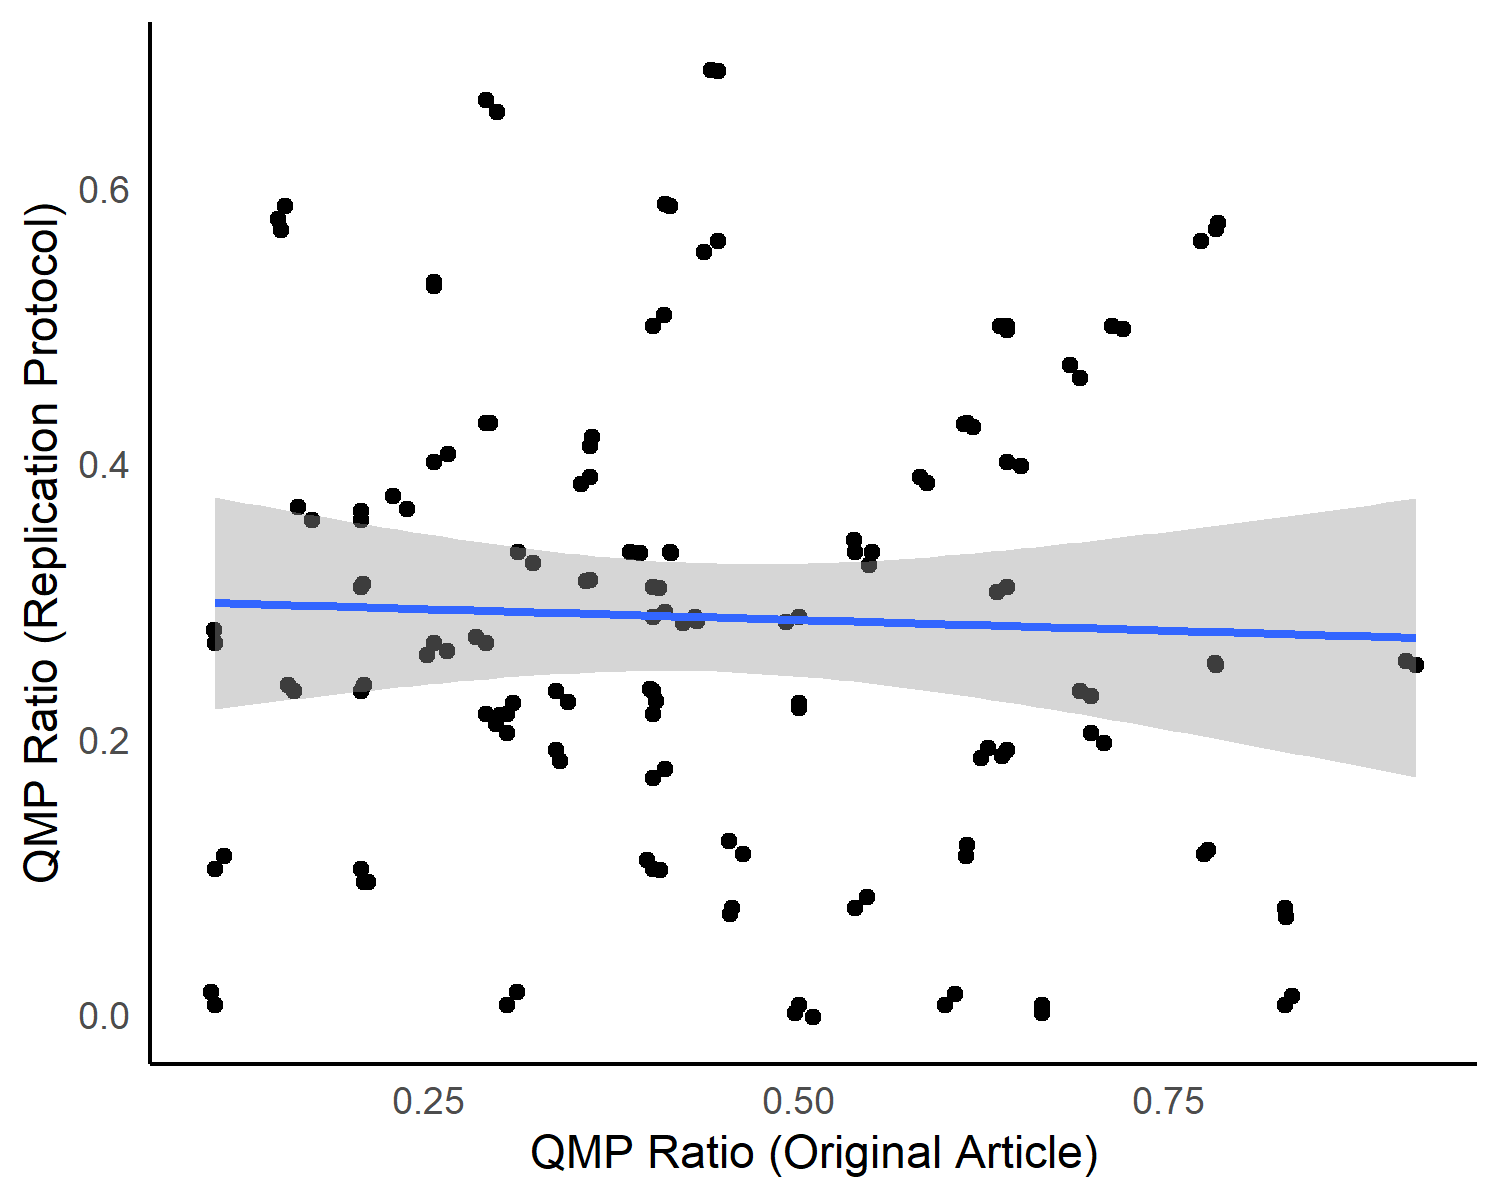 QMP Ratio (Replication Protocol)
0.6
0.4
0.2
0.0
0.25 0.50 0.75
QMP Ratio (Original Article)